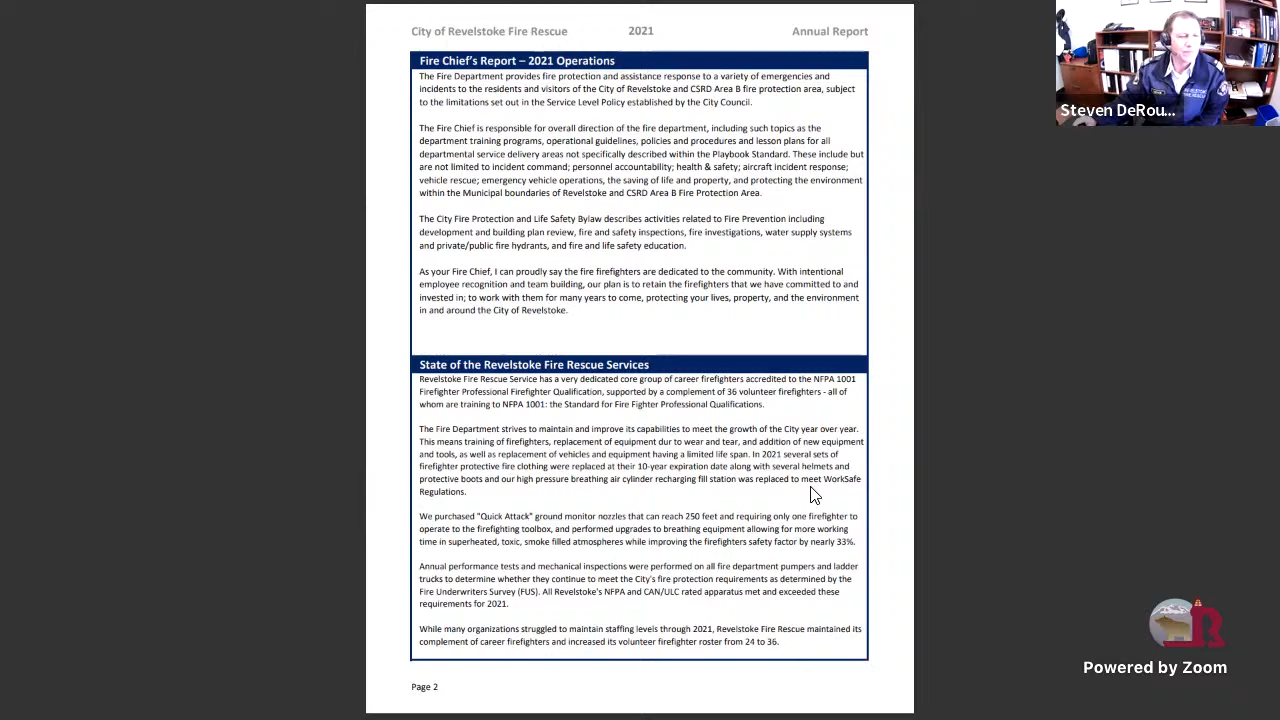 City of Revelstoke Fire Rescue 2021 Annual Report
Fire Chief's Report – 2021 Operations
The Fire Department provides fire protection and assistance response to a variety of emergencies and
incidents to the residents and visitors of the City of Revelstoke and CSRD Area B fire protection area, subject
to the limitations set out in the Service Level Policy established by the City Council.
The Fire Chief is responsible for overall direction of the fire department, including such topics as the
department training programs, operational guidelines, policies and procedures and lesson plans for all
departmental service delivery areas not specifically described within the Playbook Standard. These include but
are not limited to incident command; personnel accountability; health & safety; aircraft incident response;
vehicle rescue; emergency vehicle operations, the saving of life and property, and protecting the environment
within the Municipal boundaries of Revelstoke and CSRD Area B Fire Protection Area.
The City Fire Protection and Life Safety Bylaw describes activities related to Fire Prevention including
development and building plan review, fire and safety inspections, fire investigations, water supply systems
and private/public fire hydrants, and fire and life safety education.
As your Fire Chief, I can proudly say the fire firefighters are dedicated to the community. With intentional
employee recognition and team building, our plan is to retain the firefighters that we have committed to and
invested in; to work with them for many years to come, protecting your lives, property, and the environment
in and around the City of Revelstoke.
State of the Revelstoke Fire Rescue Services
Revelstoke Fire Rescue Service has a very dedicated core group of career firefighters accredited to the NFPA 1001
Firefighter Professional Firefighter Qualification, supported by a complement of 36 volunteer firefighters - all of
whom are training to NFPA 1001: the Standard for Fire Fighter Professional Qualifications.
The Fire Department strives to maintain and improve its capabilities to meet the growth of the City year over year.
This means training of firefighters, replacement of equipment dur to wear and tear, and addition of new equipment
and tools, as well as replacement of vehicles and equipment having a limited life span. In 2021 several sets of
firefighter protective fire clothing were replaced at their 10-year expiration date along with several helmets and
protective boots and our high pressure breathing air cylinder recharging fill station was replaced to meet WorkSafe
Regulations.
We purchased "Quick Attack" ground monitor nozzles that can reach 250 feet and requiring only one firefighter to
operate to the firefighting toolbox, and performed upgrades to breathing equipment allowing for more working
time in superheated, toxic, smoke filled atmospheres while improving the firefighters safety factor by nearly 33%.
Annual performance tests and mechanical inspections were performed on all fire department pumpers and ladder
trucks to determine whether they continue to meet the City's fire protection requirements as determined by the
Fire Underwriters Survey (FUS). All Revelstoke's NFPA and CAN/ULC rated apparatus met and exceeded these
requirements for 2021.
While many organizations struggled to maintain staffing levels through 2021, Revelstoke Fire Rescue maintained its
complement of career firefighters and increased its volunteer firefighter roster from 24 to 36.
Page 2
Steven DeRou...
R
Powered by Zoom